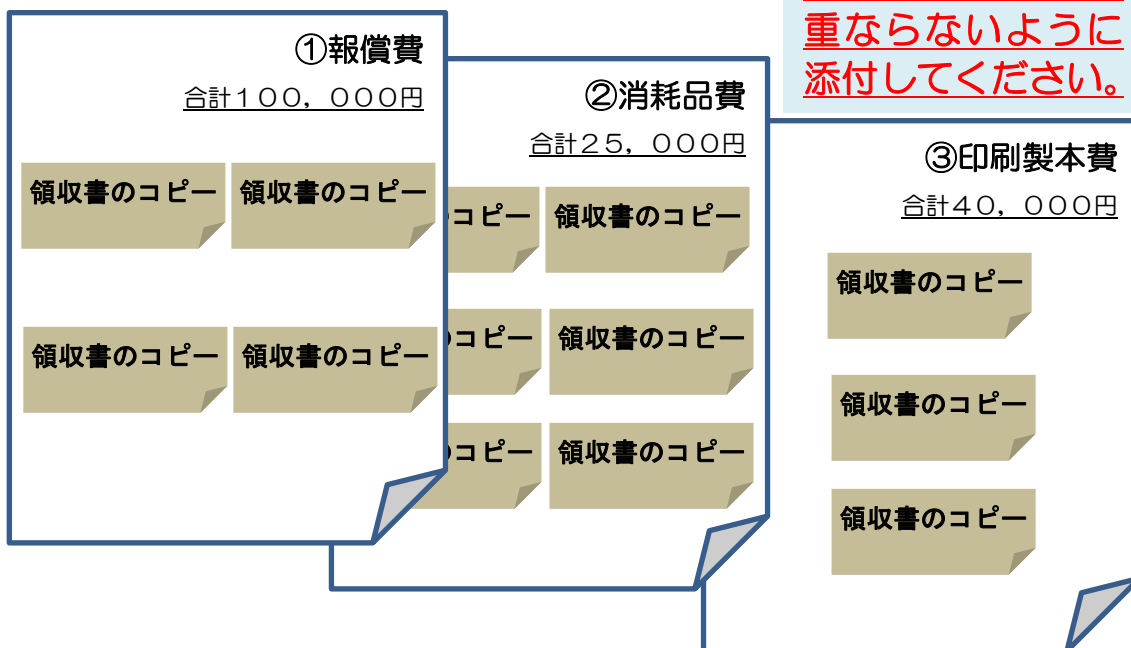 重ならないように
添付してください。
①報償費
合計１００，０００円
領収書のコピー 領収書のコピー
領収書のコピー 領収書のコピー
②消耗品費
合計２５，０００円
コピー 領収書のコピー
コピー 領収書のコピー
コピー 領収書のコピー
③印刷製本費
合計４０，０００円
領収書のコピー
領収書のコピー
領収書のコピー